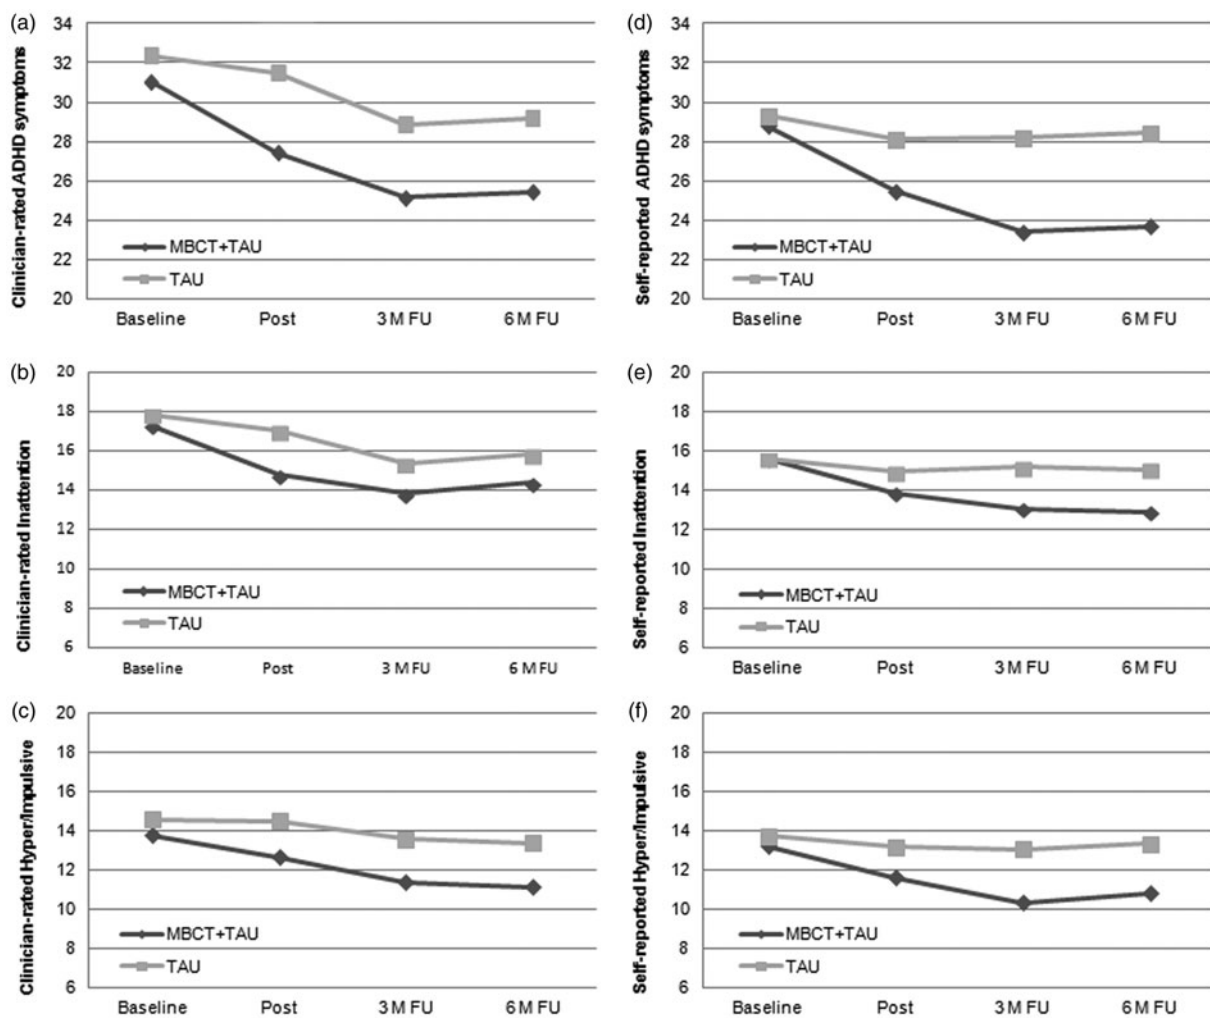 (a)
Clinician-rated ADHD symptoms
34
32
30
28
26
24
22
20
MBCT+TAU
TAU
Baseline Post 3 M FU 6 M FU
(d)
Self-reported ADHD symptoms
34
32
30
28
26
24
22
20
MBCT+TAU
TAU
Baseline Post 3 M FU 6 M FU
(b)
Clinician-rated Inattention
20
18
16
14
12
10
8
6
MBCT+TAU
TAU
Baseline Post 3 M FU 6 M FU
(e)
Self-reported Inattention
20
18
16
14
12
10
8
6
MBCT+TAU
TAU
Baseline Post 3 M FU 6 M FU
(c)
Clinician-rated Hyper/Impulsive
20
18
16
14
12
10
8
6
MBCT+TAU
TAU
Baseline Post 3 M FU 6 M FU
(f)
Self-reported Hyper/Impulsive
20
18
16
14
12
10
8
6
MBCT+TAU
TAU
Baseline Post 3 M FU 6 M FU